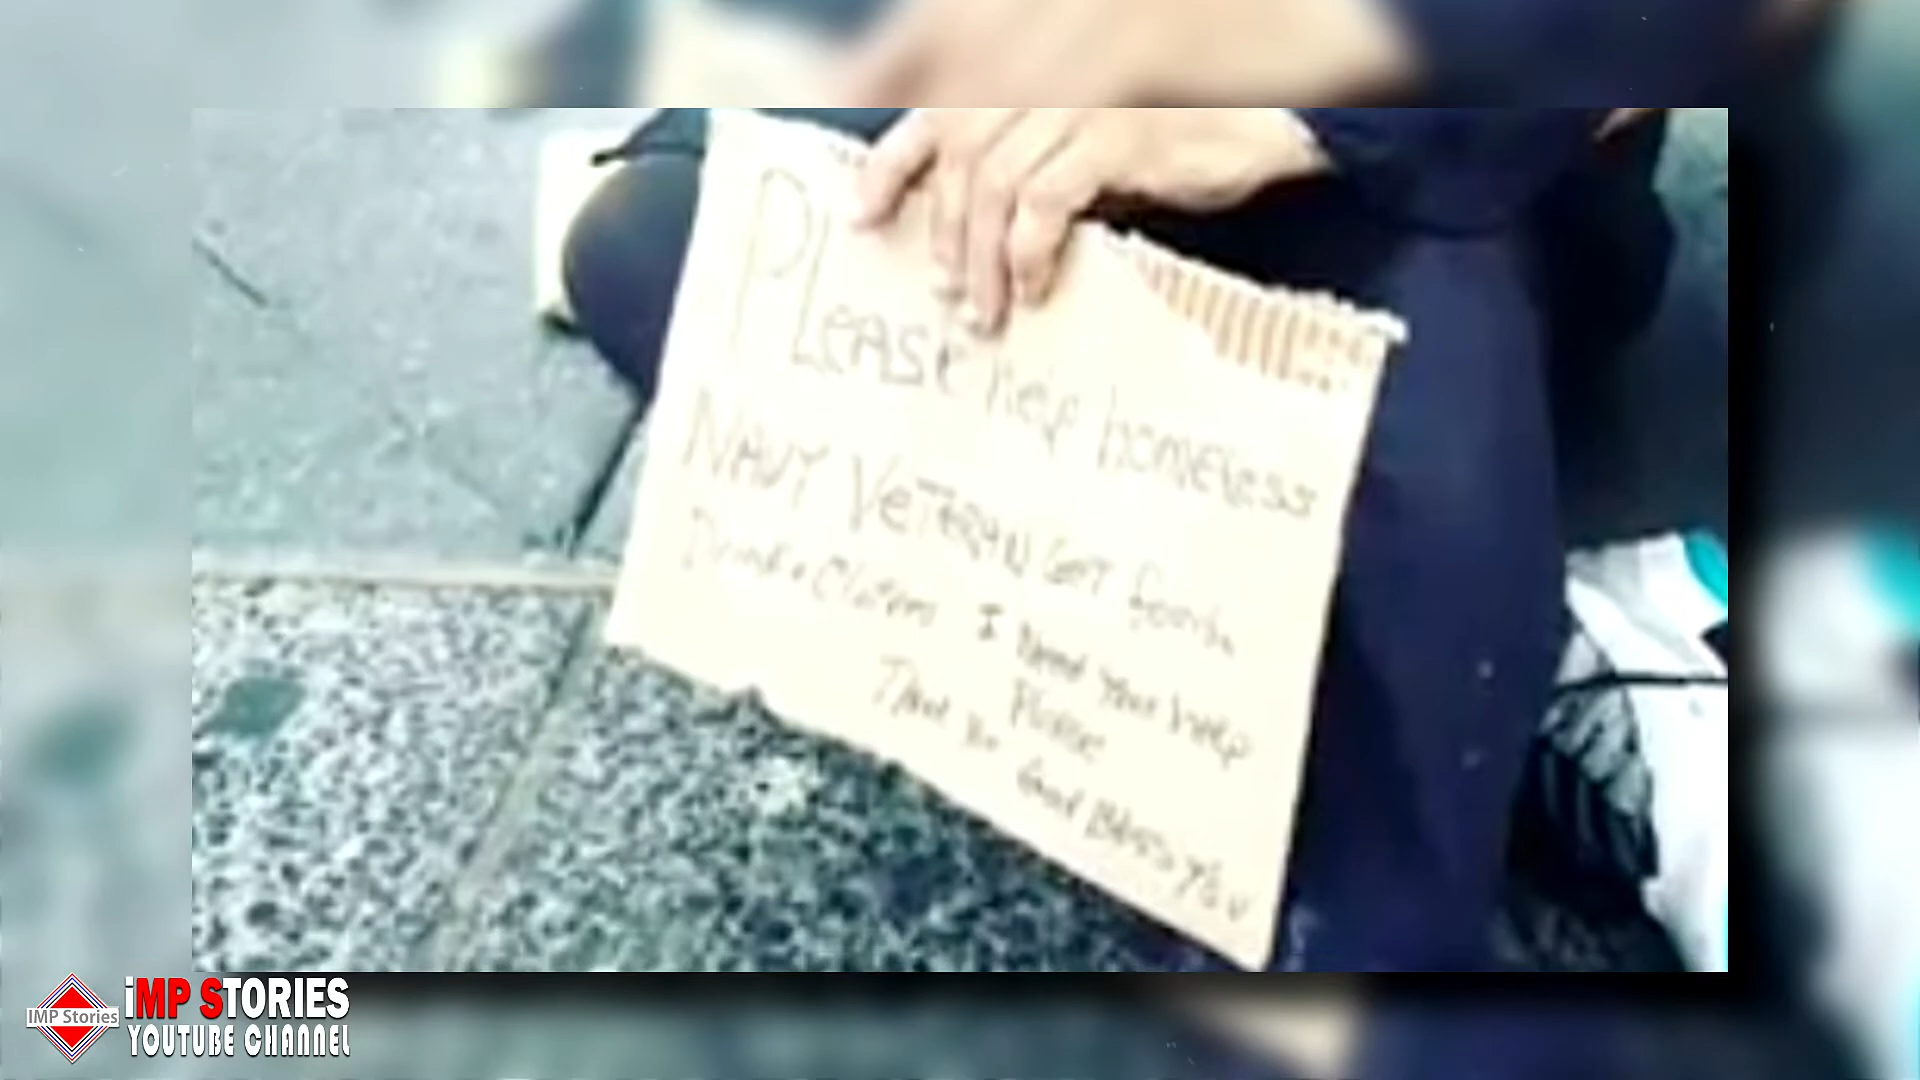 PLeASe help homeless
NAVY VeTeRAN GeT food,
Drink + Clothes I Need Your help
Please
Thank You God Bless You
IMP Stories
iMP STORIES
YOUTUBE CHANNEL